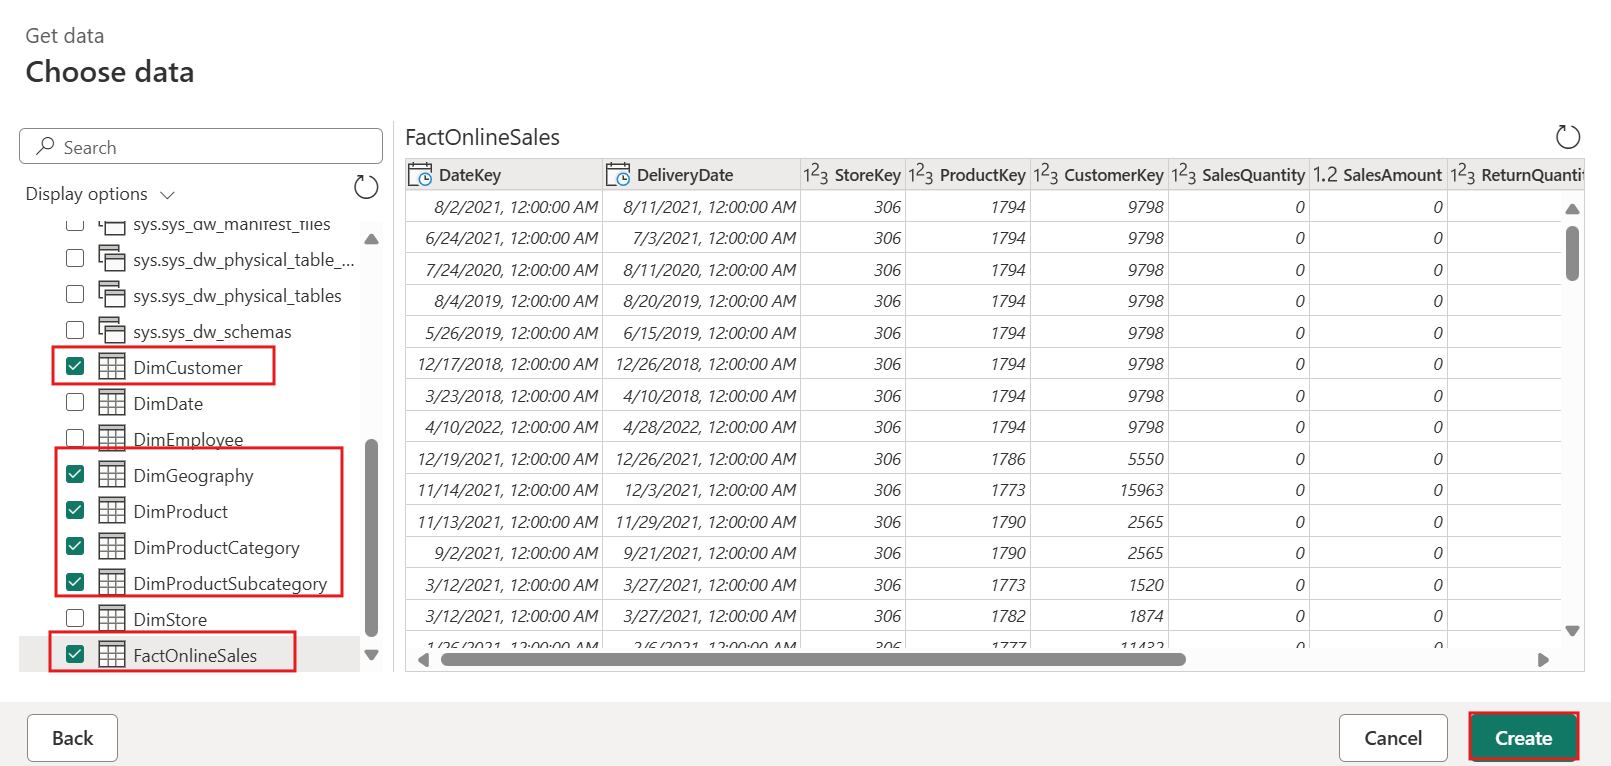 Get data
Choose data
Search
Display options
sys.sys_dw_manifest_files
sys.sys_dw_physical_table_...
sys.sys_dw_physical_tables
sys.sys_dw_schemas
DimCustomer
DimDate
DimEmployee
DimGeography
DimProduct
DimProductCategory
DimProductSubcategory
DimStore
FactOnlineSales
FactOnlineSales
DateKey DeliveryDate 123 StoreKey 123 ProductKey 123 CustomerKey 123 SalesQuantity 1.2 SalesAmount 123 ReturnQuantit
8/2/2021, 12:00:00 AM 8/11/2021, 12:00:00 AM 306 1794 9798 0 0
6/24/2021, 12:00:00 AM 7/3/2021, 12:00:00 AM 306 1794 9798 0 0
7/24/2020, 12:00:00 AM 8/11/2020, 12:00:00 AM 306 1794 9798 0 0
8/4/2019, 12:00:00 AM 8/20/2019, 12:00:00 AM 306 1794 9798 0 0
5/26/2019, 12:00:00 AM 6/15/2019, 12:00:00 AM 306 1794 9798 0 0
12/17/2018, 12:00:00 AM 12/26/2018, 12:00:00 AM 306 1794 9798 0 0
3/23/2018, 12:00:00 AM 4/10/2018, 12:00:00 AM 306 1794 9798 0 0
4/10/2022, 12:00:00 AM 4/28/2022, 12:00:00 AM 306 1794 9798 0 0
12/19/2021, 12:00:00 AM 12/26/2021, 12:00:00 AM 306 1786 5550 0 0
11/14/2021, 12:00:00 AM 12/3/2021, 12:00:00 AM 306 1773 15963 0 0
11/13/2021, 12:00:00 AM 11/29/2021, 12:00:00 AM 306 1790 2565 0 0
9/2/2021, 12:00:00 AM 9/21/2021, 12:00:00 AM 306 1790 2565 0 0
3/12/2021, 12:00:00 AM 3/27/2021, 12:00:00 AM 306 1773 1520 0 0
3/12/2021, 12:00:00 AM 3/27/2021, 12:00:00 AM 306 1782 1874 0 0
Back
Cancel
Create